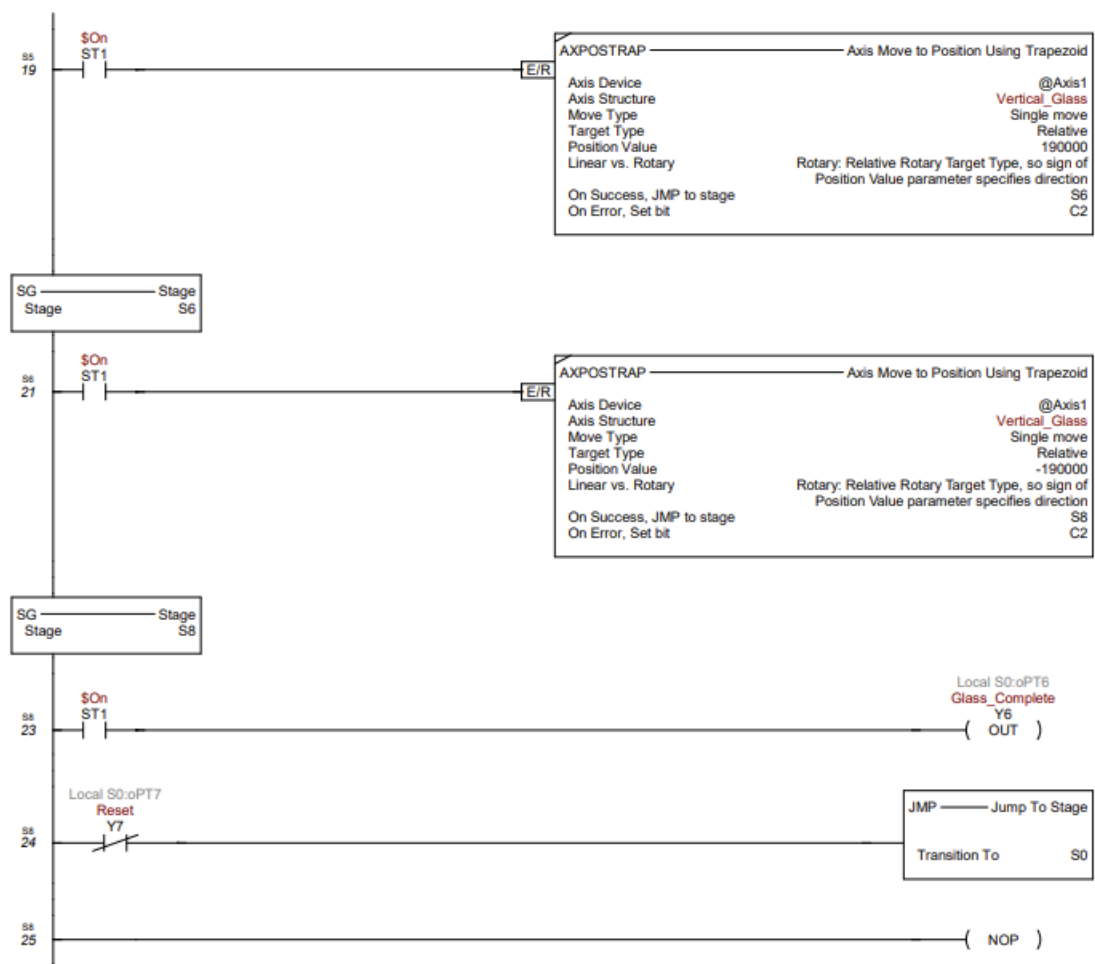 $On
ST1
S5
19
E/R
AXPOSTRAP Axis Move to Position Using Trapezoid
Axis Device @Axis1
Axis Structure Vertical_Glass
Move Type Single move
Target Type Relative
Position Value 190000
Linear vs. Rotary Rotary: Relative Rotary Target Type, so sign of
Position Value parameter specifies direction
On Success, JMP to stage S6
On Error, Set bit C2
SG Stage
Stage S6
$On
ST1
S6
21
E/R
AXPOSTRAP Axis Move to Position Using Trapezoid
Axis Device @Axis1
Axis Structure Vertical_Glass
Move Type Single move
Target Type Relative
Position Value -190000
Linear vs. Rotary Rotary: Relative Rotary Target Type, so sign of
Position Value parameter specifies direction
On Success, JMP to stage S8
On Error, Set bit C2
SG Stage
Stage S8
$On
ST1
S8
23
Local S0:oPT6
Glass_Complete
Y6
( OUT )
Local S0:oPT7
Reset
Y7
S8
24
JMP Jump To Stage
Transition To S0
S8
25
( NOP )